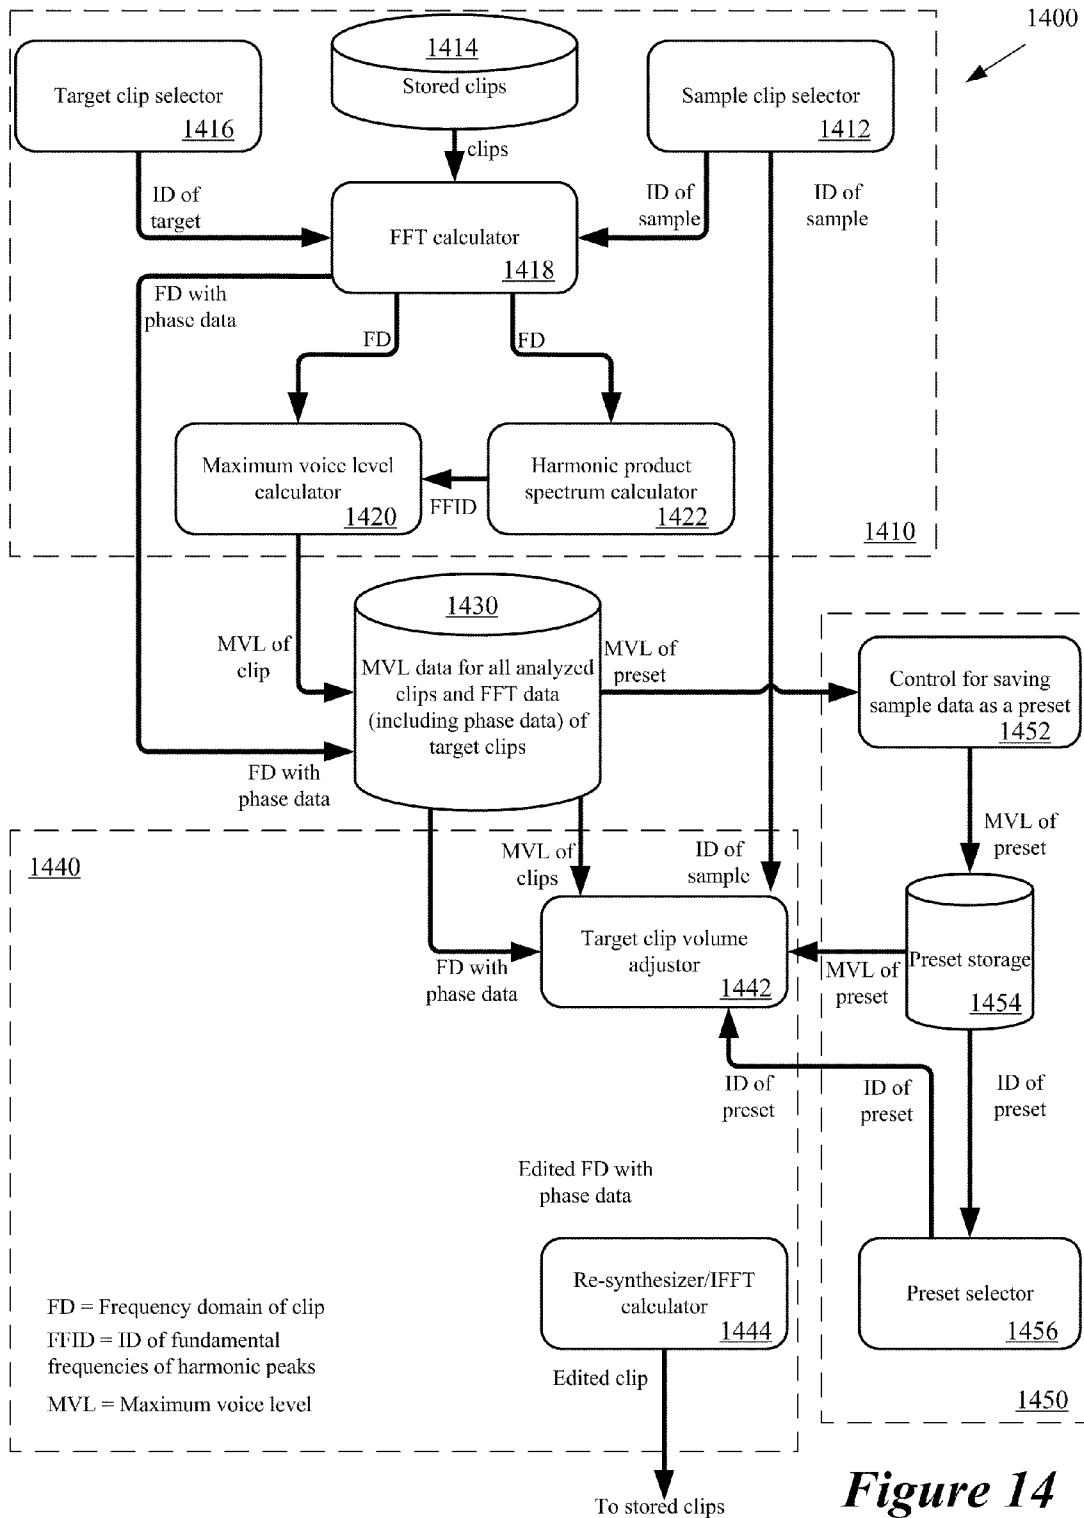 1400
Target clip selector
1416
1414
Stored clips
Sample clip selector
1412
clips
ID of
target
ID of
sample
ID of
sample
FFT calculator
1418
FD with
phase data
FD
FD
Maximum voice level
calculator
1420
FFID
Harmonic product
spectrum calculator
1422
1410
1430
MVL data for all analyzed
clips and FFT data
(including phase data) of
target clips
MVL of
clip
MVL of
preset
Control for saving
sample data as a preset
1452
FD with
phase data
MVL of
preset
1440
MVL of
clips
ID of
sample
Target clip volume
adjustor
1442
FD with
phase data
MVL of
preset
Preset storage
1454
ID of
preset
ID of
preset
ID of
preset
Edited FD with
phase data
Re-synthesizer/IFFT
calculator
1444
Preset selector
1456
FD = Frequency domain of clip
FFID = ID of fundamental
frequencies of harmonic peaks
MVL = Maximum voice level
Edited clip
1450
To stored clips
Figure 14